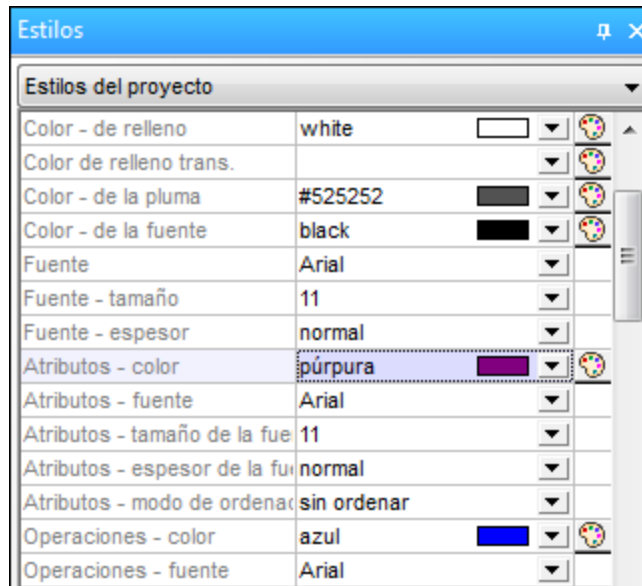 Estilos
Estilos del proyecto
Color - de relleno white
Color de relleno trans.
Color - de la pluma #525252
Color - de la fuente black
Fuente Arial
Fuente - tamaño 11
Fuente - espesor normal
Atributos - color púrpura
Atributos - fuente Arial
Atributos - tamaño de la fue 11
Atributos - espesor de la fu normal
Atributos - modo de ordena sin ordenar
Operaciones - color azul
Operaciones - fuente Arial